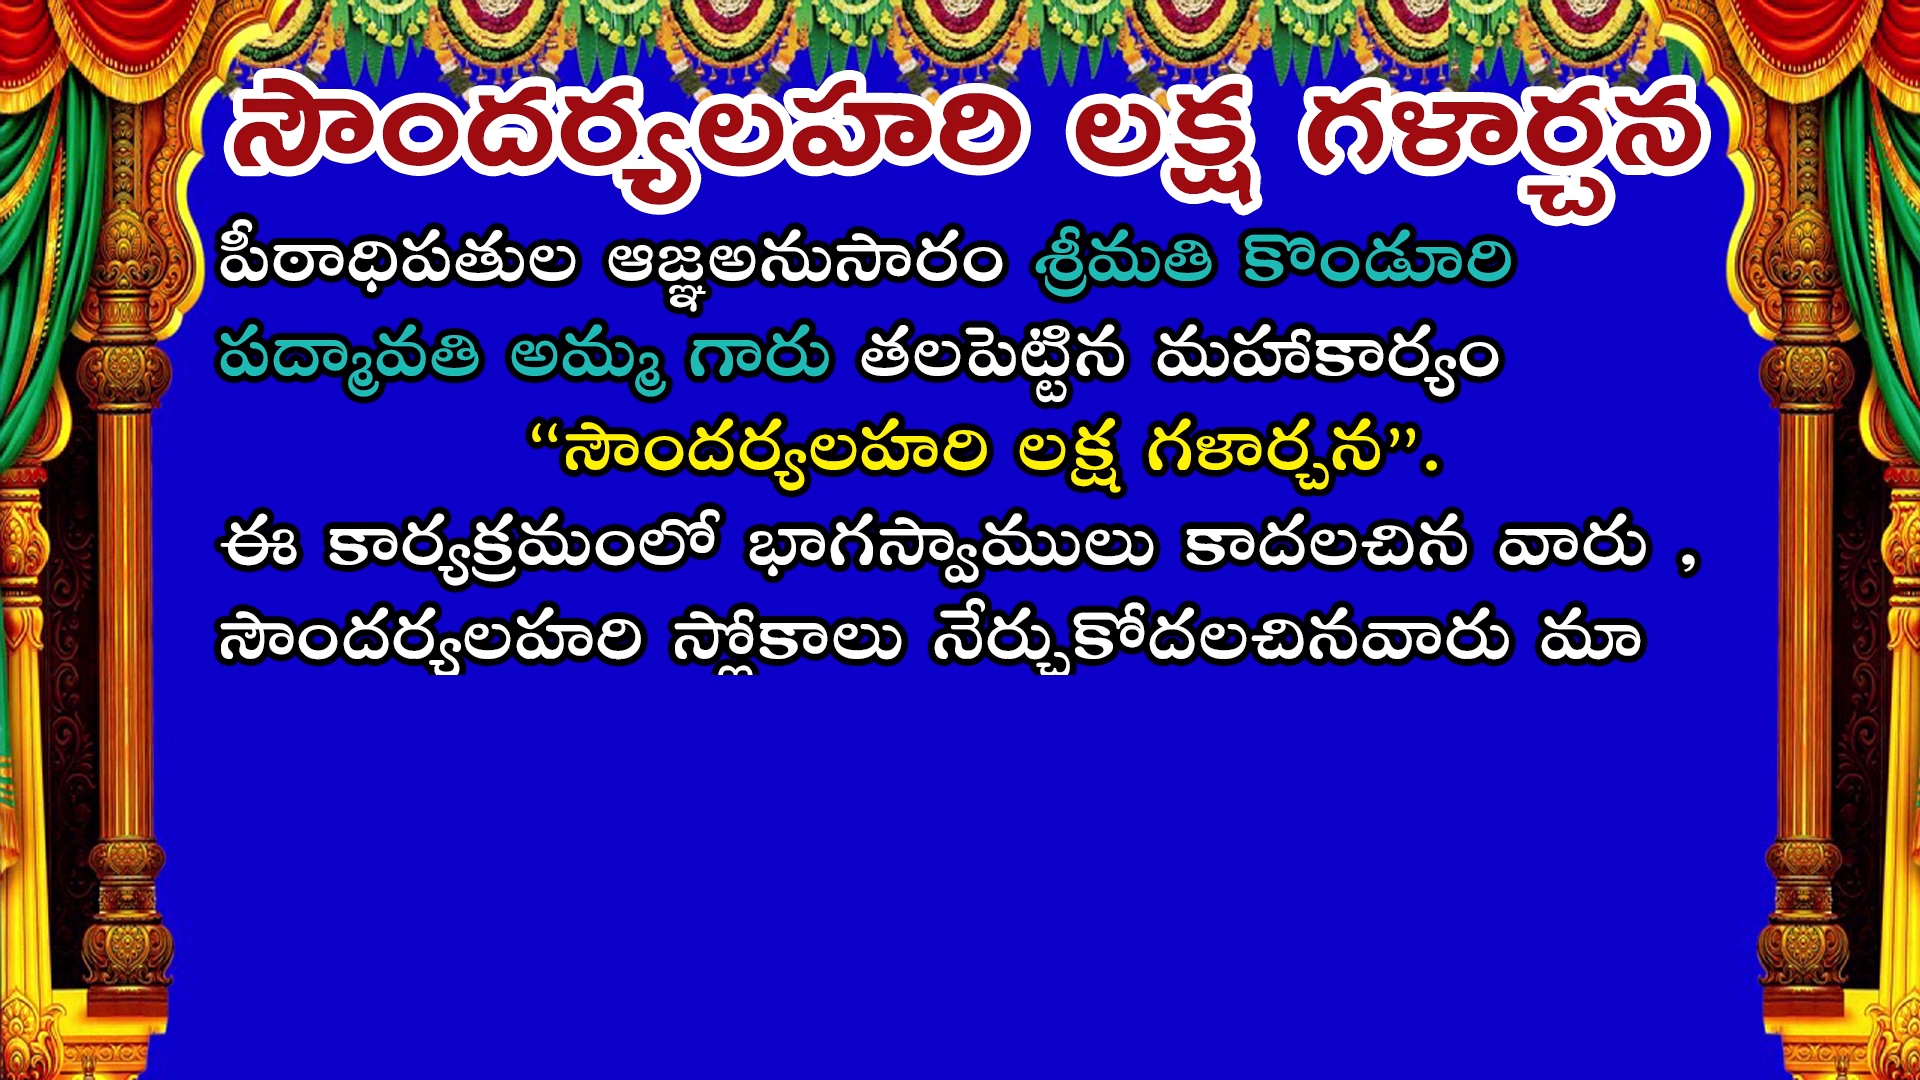 సౌందర్యలహరి లక్ష గళార్చన
పీఠాధిపతుల ఆజ్ఞఅనుసారం శ్రీమతి కొండూరి
పద్మావతి అమ్మ గారు తలపెట్టిన మహాకార్యం
“సౌందర్యలహరి లక్ష గళార్చన”.
ఈ కార్యక్రమంలో భాగస్వాములు కాదలచిన వారు ,
సౌందర్యలహరి స్లోకాలు నేర్చుకోదలచినవారు మా